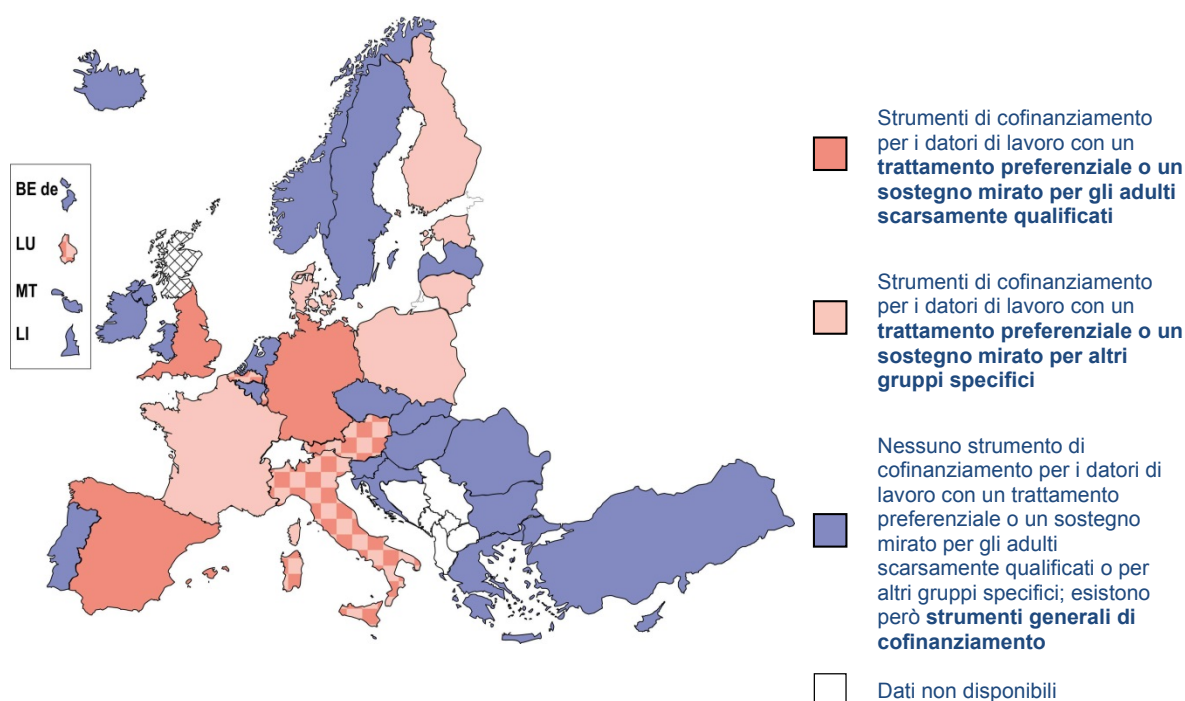 BE de
LU
MT
LI
Strumenti di cofinanziamento
per i datori di lavoro con un
trattamento preferenziale o un
sostegno mirato per gli adulti
scarsamente qualificati
Strumenti di cofinanziamento
per i datori di lavoro con un
trattamento preferenziale o un
sostegno mirato per altri
gruppi specifici
Nessuno strumento di
cofinanziamento per i datori di
lavoro con un trattamento
preferenziale o un sostegno
mirato per gli adulti
scarsamente qualificati o per
altri gruppi specifici; esistono
però strumenti generali di
cofinanziamento
Dati non disponibili